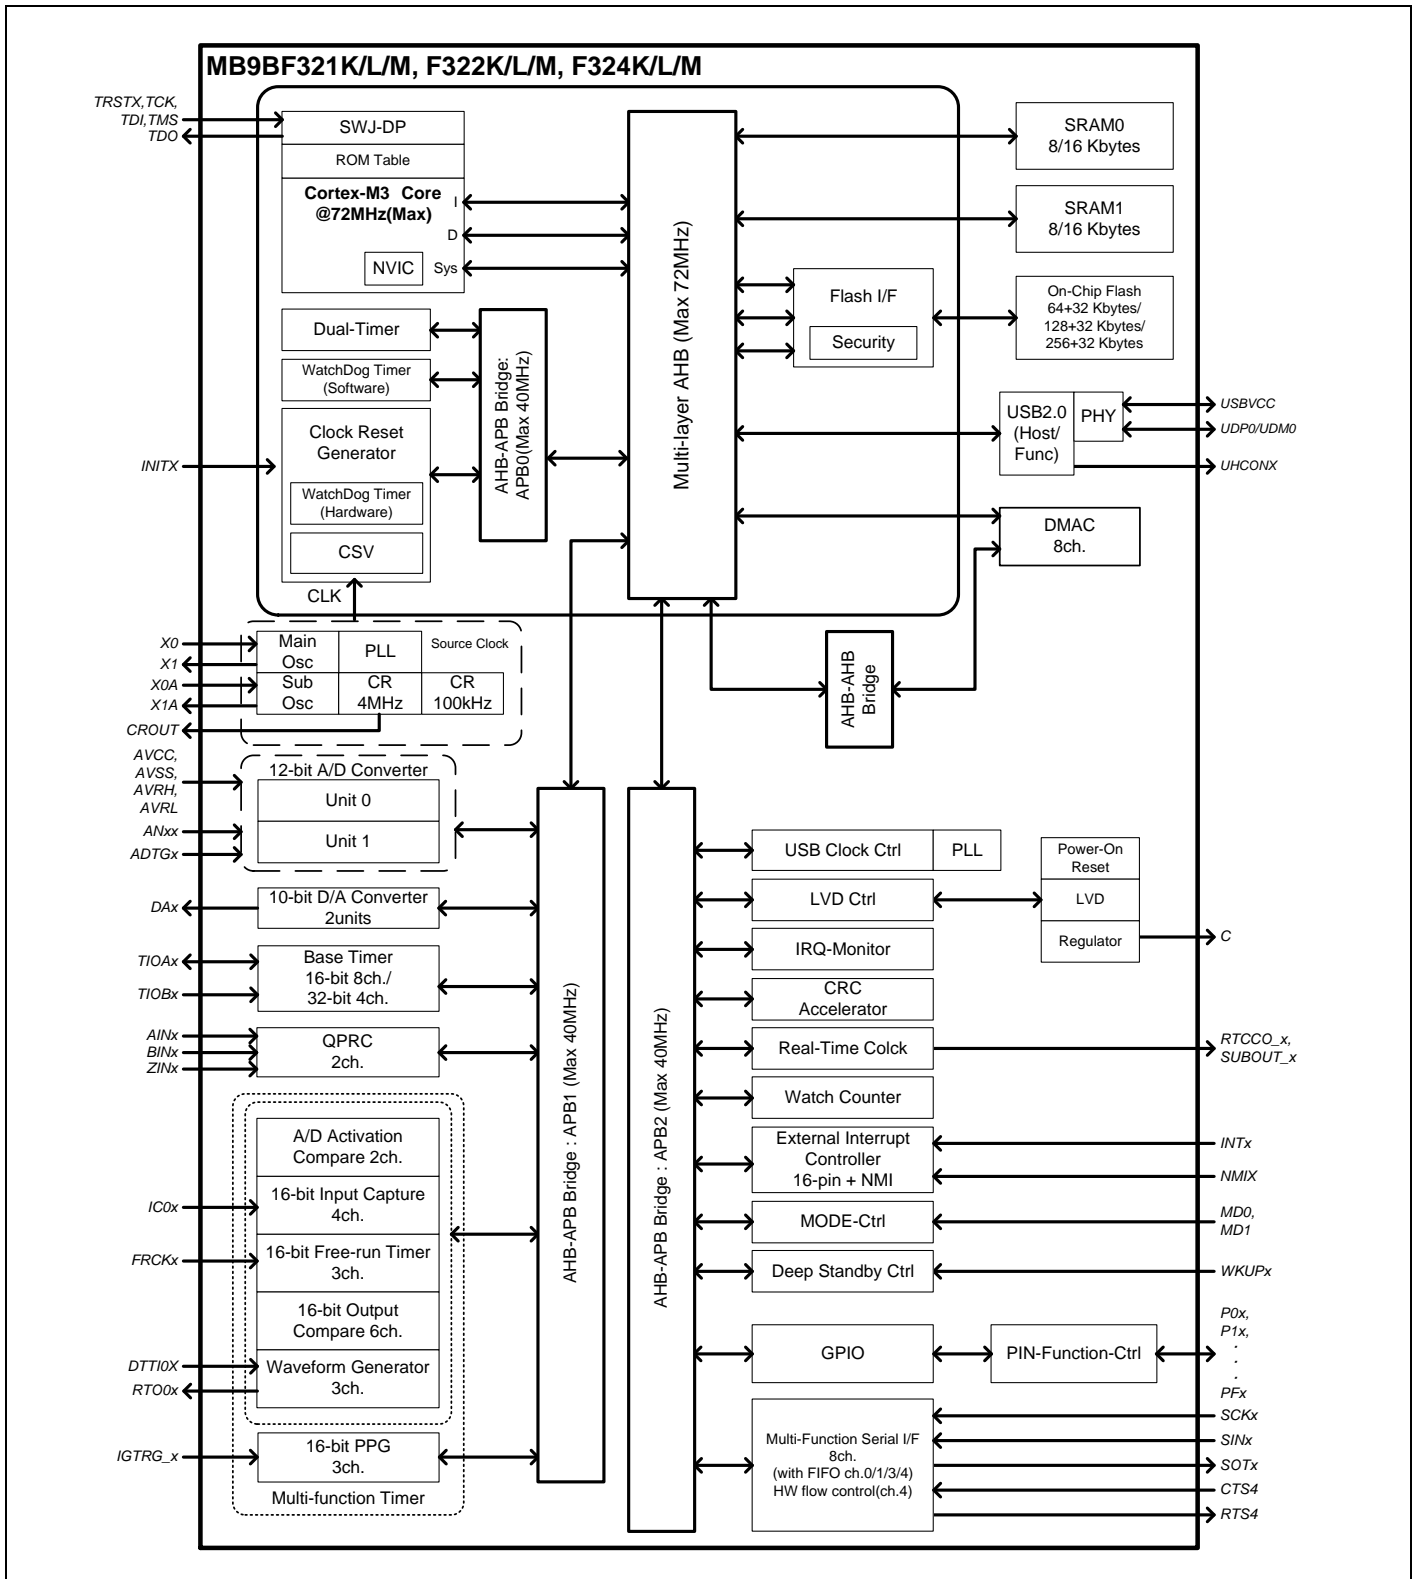 MB9BF321K/L/M, F322K/L/M, F324K/L/M
TRSTX,TCK,
TDI,TMS
TDO
SWJ-DP
ROM Table
Cortex-M3 Core
@72MHz(Max)
I
D
NVIC
Sys
Dual-Timer
WatchDog Timer
(Software)
Clock Reset
Generator
INITX
WatchDog Timer
(Hardware)
CSV
CLK
AHB-APB Bridge:
APB0(Max 40MHz)
Multi-layer AHB (Max 72MHz)
SRAM0
8/16 Kbytes
SRAM1
8/16 Kbytes
Flash I/F
Security
On-Chip Flash
64+32 Kbytes/
128+32 Kbytes/
256+32 Kbytes
USB2.0
(Host/
Func)
PHY
USBVCC
UDP0/UDM0
UHCONX
DMAC
8ch.
AHB-AHB
Bridge
X0
X1
X0A
X1A
CROUT
Main
Osc
PLL
Source Clock
Sub
Osc
CR
4MHz
CR
100kHz
AVCC,
AVSS,
AVRH,
AVRL
ANxx
ADTGx
12-bit A/D Converter
Unit 0
Unit 1
DAx
10-bit D/A Converter
2units
TIOAx
TIOBx
Base Timer
16-bit 8ch./
32-bit 4ch.
AINx
BINx
ZINx
QPRC
2ch.
A/D Activation
Compare 2ch.
IC0x
16-bit Input Capture
4ch.
FRCKx
16-bit Free-run Timer
3ch.
16-bit Output
Compare 6ch.
DTTI0X
RTO0x
Waveform Generator
3ch.
IGTRG_x
16-bit PPG
3ch.
Multi-function Timer
AHB-APB Bridge : APB1 (Max 40MHz)
AHB-APB Bridge : APB2 (Max 40MHz)
USB Clock Ctrl
PLL
LVD Ctrl
Power-On
Reset
LVD
Regulator
C
IRQ-Monitor
CRC
Accelerator
Real-Time Colck
RTCCO_x,
SUBOUT_x
Watch Counter
External Interrupt
Controller
16-pin + NMI
INTx
NMIX
MODE-Ctrl
MD0,
MD1
Deep Standby Ctrl
WKUPx
GPIO
PIN-Function-Ctrl
P0x,
P1x,
.
.
.
PFx
Multi-Function Serial I/F
8ch.
(with FIFO ch.0/1/3/4)
HW flow control(ch.4)
SCKx
SINx
SOTx
CTS4
RTS4